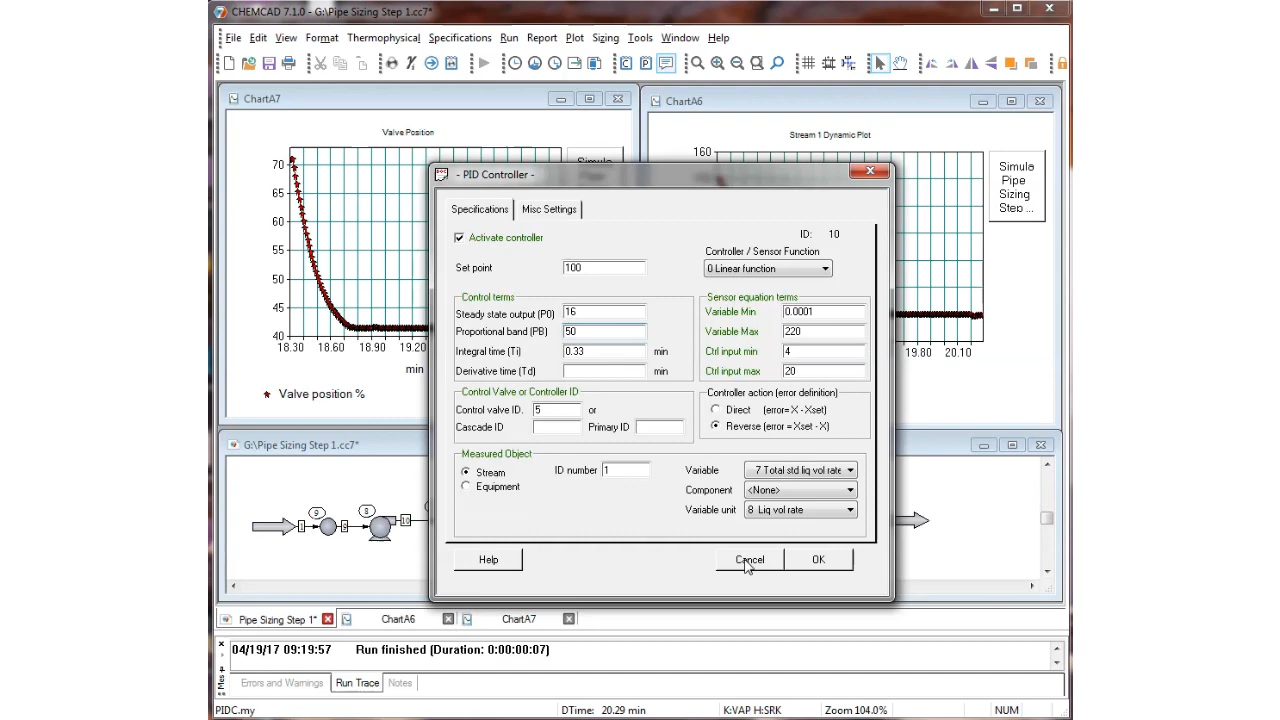 CHEMCAD 7.1.0 - G:\Pipe Sizing Step 1.cc7*
File Edit View Format Thermophysical Specifications Run Report Plot Sizing Tools Window Help
ChartA7
ChartA6
Valve Position
Stream 1 Dynamic Plot
70
65
60
55
50
45
40
18.30 18.60 18.90 19.20
min
Valve position %
160
Simula
Pipe
Sizing
Step ...
19.80 20.10
- PID Controller -
Specifications Misc Settings
Activate controller
ID: 10
Set point 100
Controller / Sensor Function
0 Linear function
Control terms
Steady state output (P0) 16
Proportional band (PB) 50
Integral time (Ti) 0.33 min
Derivative time (Td) min
Sensor equation terms
Variable Min 0.0001
Variable Max 220
Ctrl input min 4
Ctrl input max 20
Control Valve or Controller ID
Control valve ID. 5 or
Cascade ID Primary ID
Controller action (error definition)
Direct (error= X - Xset)
Reverse (error = Xset - X)
Measured Object
Stream
Equipment
ID number 1
Variable 7 Total std liq vol rate
Component <None>
Variable unit 8 Liq vol rate
Help Cancel OK
G:\Pipe Sizing Step 1.cc7*
1 9 2 8 10
Pipe Sizing Step 1* ChartA6 ChartA7
04/19/17 09:19:57 Run finished (Duration: 0:00:00:07)
Errors and Warnings Run Trace Notes
PIDC.my DTime: 20.29 min K:VAP H:SRK Zoom 104.0% NUM